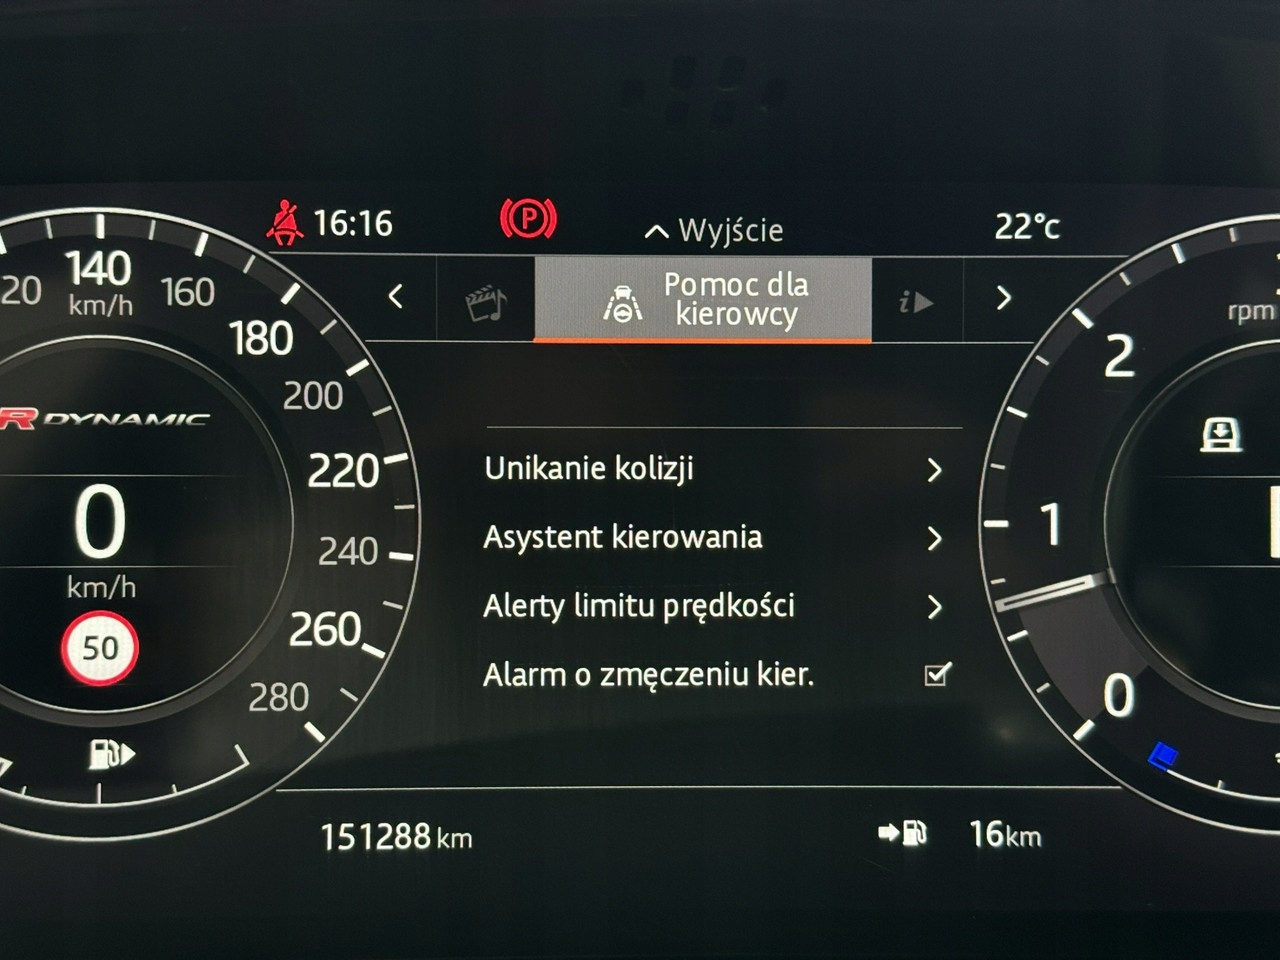 16:16
P
Wyjście
22°c
20
140
km/h
160
180
200
220
240
260
280
Pomoc dla
kierowcy
i
rpm
2
1
0
R DYNAMIC
0
km/h
50
Unikanie kolizji
Asystent kierowania
Alerty limitu prędkości
Alarm o zmęczeniu kier.
151288 km
16km